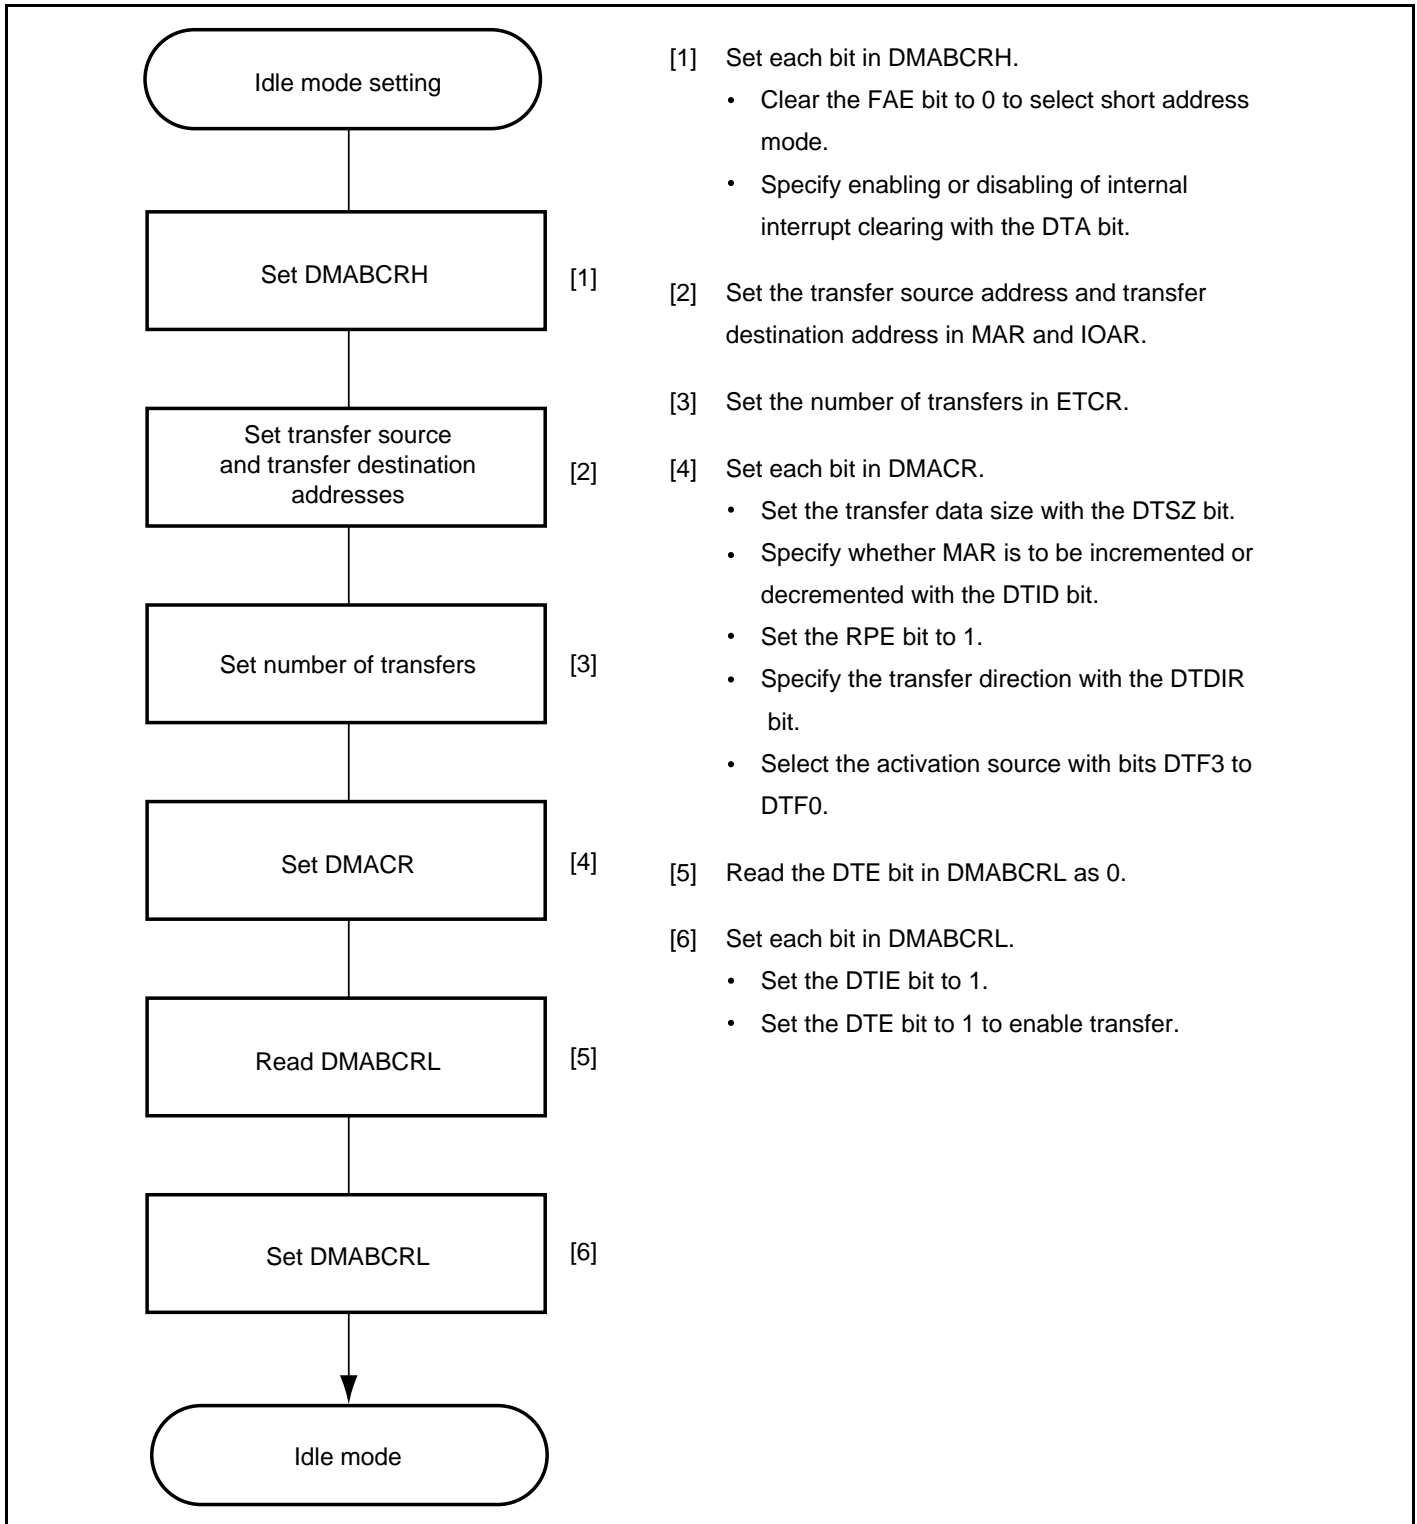 Idle mode setting
Set DMABCRH
[1]
Set transfer source
and transfer destination
addresses
[2]
Set number of transfers
[3]
Set DMACR
[4]
Read DMABCRL
[5]
Set DMABCRL
[6]
Idle mode
[1] Set each bit in DMABCRH.
• Clear the FAE bit to 0 to select short address
mode.
• Specify enabling or disabling of internal
interrupt clearing with the DTA bit.
[2] Set the transfer source address and transfer
destination address in MAR and IOAR.
[3] Set the number of transfers in ETCR.
[4] Set each bit in DMACR.
• Set the transfer data size with the DTSZ bit.
• Specify whether MAR is to be incremented or
decremented with the DTID bit.
• Set the RPE bit to 1.
• Specify the transfer direction with the DTDIR
bit.
• Select the activation source with bits DTF3 to
DTF0.
[5] Read the DTE bit in DMABCRL as 0.
[6] Set each bit in DMABCRL.
• Set the DTIE bit to 1.
• Set the DTE bit to 1 to enable transfer.